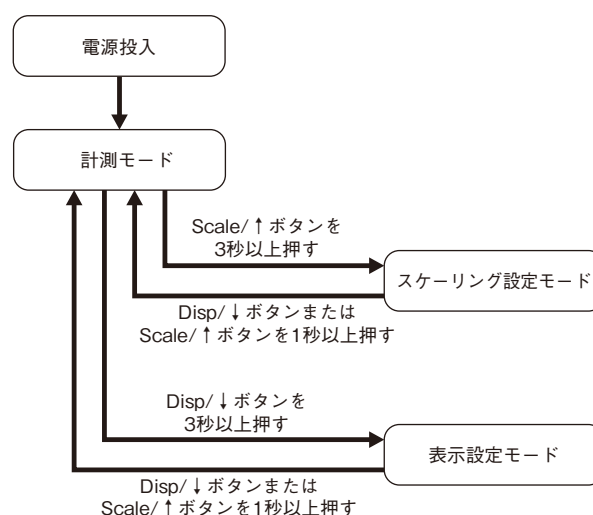 電源投入
計測モード
Scale/↑ボタンを
3秒以上押す
スケーリング設定モード
Disp/↓ボタンまたは
Scale/↑ボタンを1秒以上押す
Disp/↓ボタンを
3秒以上押す
表示設定モード
Disp/↓ボタンまたは
Scale/↑ボタンを1秒以上押す